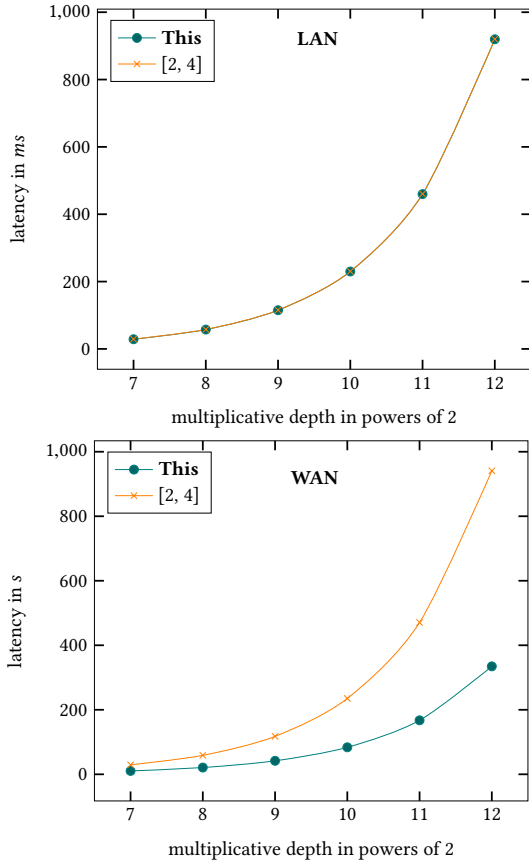 1,000
LAN
This
[2, 4]
800
600
400
200
0
latency in ms
7 8 9 10 11 12
multiplicative depth in powers of 2
1,000
WAN
This
[2, 4]
800
600
400
200
0
latency in s
7 8 9 10 11 12
multiplicative depth in powers of 2